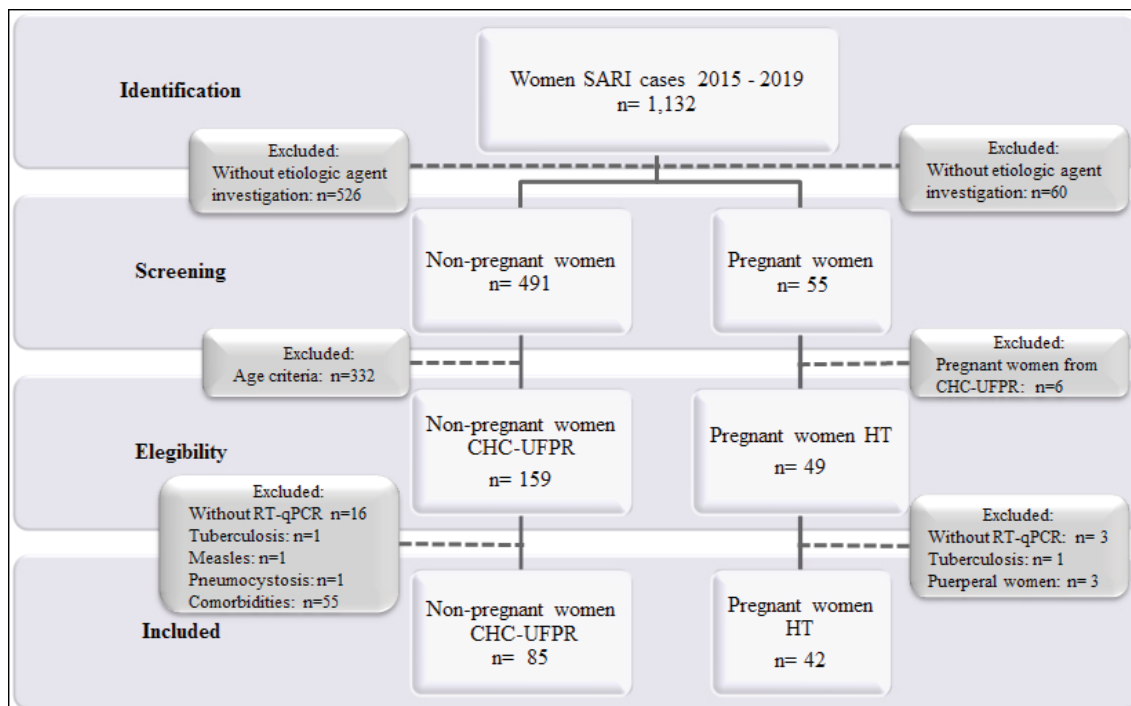 Identification
Women SARI cases 2015 - 2019
n= 1,132
Excluded:
Without etiologic agent
investigation: n=526
Excluded:
Without etiologic agent
investigation: n=60
Screening
Non-pregnant women
n= 491
Pregnant women
n= 55
Excluded:
Age criteria: n=332
Excluded:
Pregnant women from
CHC-UFPR: n=6
Elegibility
Non-pregnant women
CHC-UFPR
n= 159
Pregnant women HT
n= 49
Excluded:
Without RT-qPCR n=16
Tuberculosis: n=1
Measles: n=1
Pneumocystosis: n=1
Comorbidities: n=55
Excluded:
Without RT-qPCR: n= 3
Tuberculosis: n= 1
Puerperal women: n= 3
Included
Non-pregnant women
CHC-UFPR
n= 85
Pregnant women
HT
n= 42